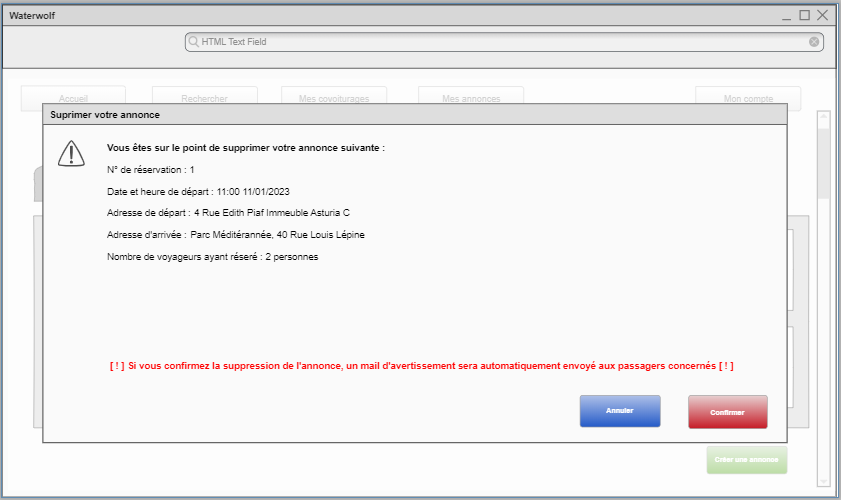 Waterwolf
HTML Text Field
Accueil
Rechercher
Mes covoiturages
Mes annonces
Mon compte
Suprimer votre annonce
Vous êtes sur le point de supprimer votre annonce suivante :
N° de réservation : 1
Date et heure de départ : 11:00 11/01/2023
Adresse de départ : 4 Rue Edith Piaf Immeuble Asturia C
Adresse d'arrivée : Parc Méditérannée, 40 Rue Louis Lépine
Nombre de voyageurs ayant réseré : 2 personnes
[ ! ] Si vous confirmez la suppression de l'annonce, un mail d'avertissement sera automatiquement envoyé aux passagers concernés [ ! ]
Annuler
Confirmer
Créer une annonce